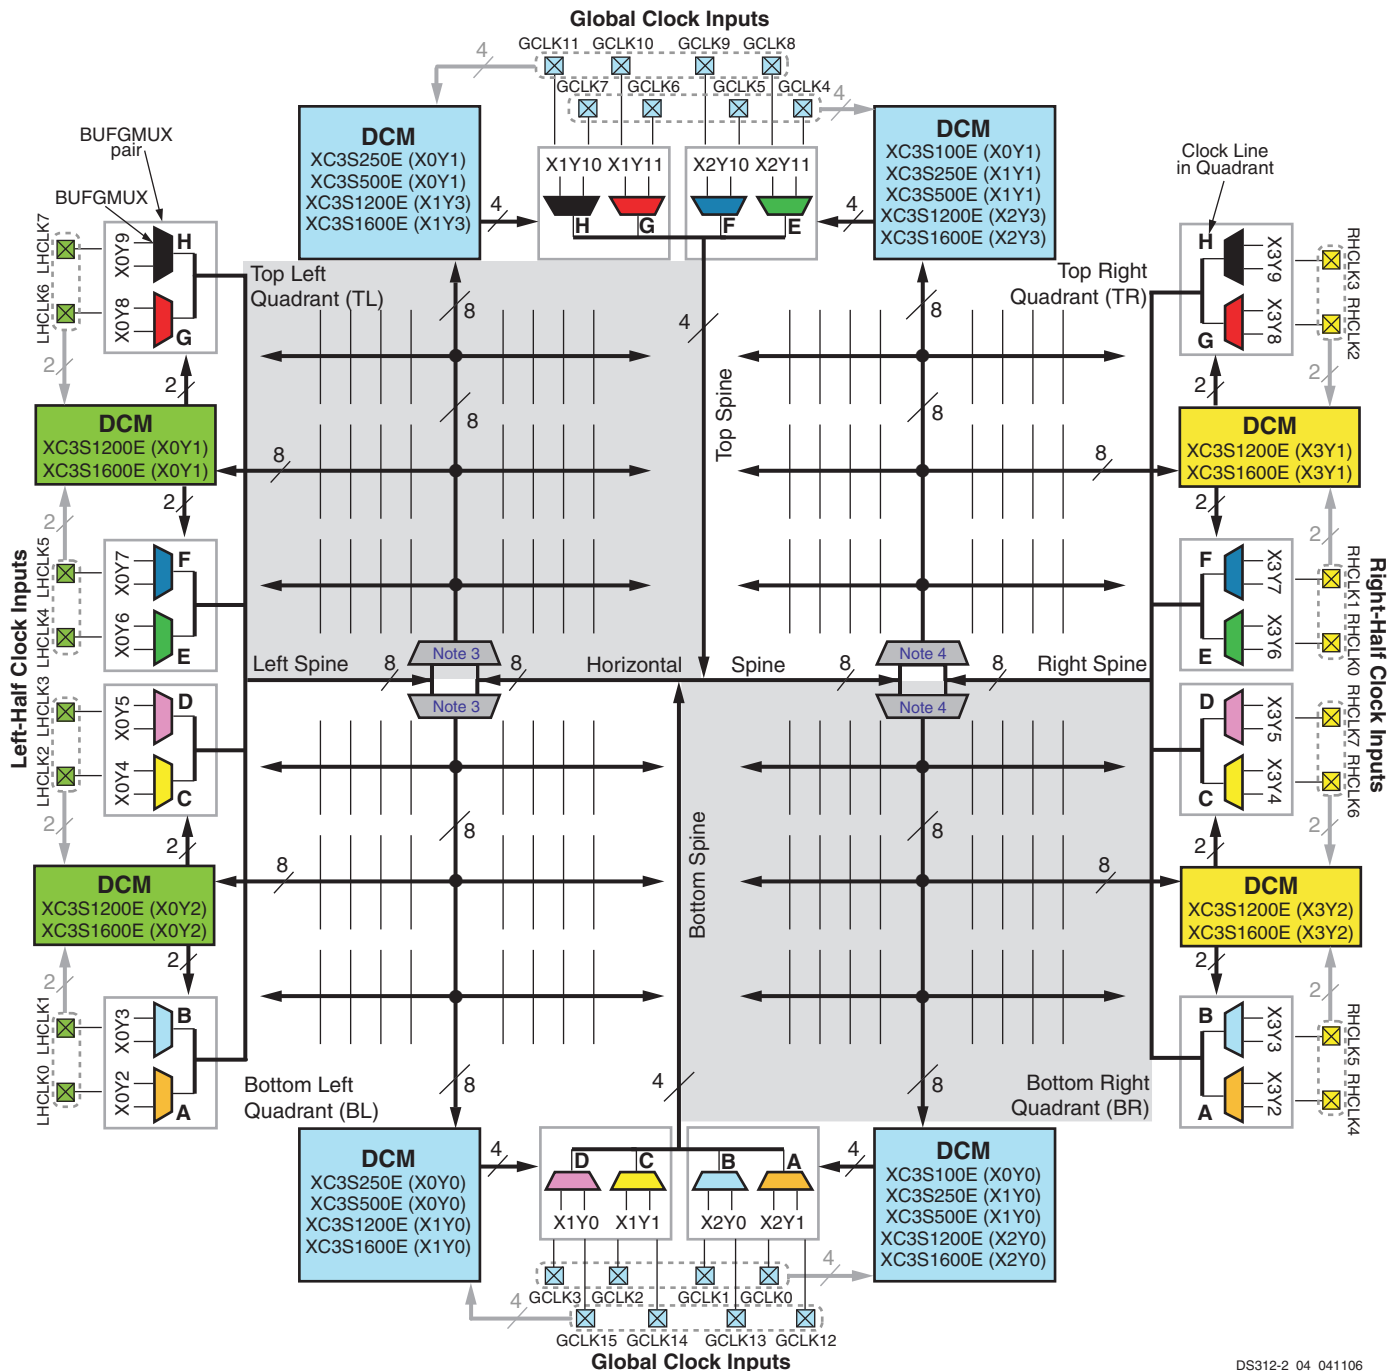 Global Clock Inputs
GCLK11 GCLK10 GCLK9 GCLK8
4
GCLK7 GCLK6 GCLK5 GCLK4
4
DCM
XC3S250E (X0Y1)
XC3S500E (X0Y1)
XC3S1200E (X1Y3)
XC3S1600E (X1Y3)
4
X1Y10 X1Y11
H G
X2Y10 X2Y11
F E
4
DCM
XC3S100E (X0Y1)
XC3S250E (X1Y1)
XC3S500E (X1Y1)
XC3S1200E (X2Y3)
XC3S1600E (X2Y3)
BUFGMUX
pair
BUFGMUX
Clock Line
in Quadrant
LHCLK7
LHCLK6
X0Y9
X0Y8
H
G
2
2
DCM
XC3S1200E (X0Y1)
XC3S1600E (X0Y1)
8
2
2
LHCLK5
LHCLK4
X0Y7
X0Y6
F
E
Left-Half Clock Inputs
LHCLK3
LHCLK2
X0Y5
X0Y4
D
C
2
2
DCM
XC3S1200E (X0Y2)
XC3S1600E (X0Y2)
8
2
2
LHCLK1
LHCLK0
X0Y3
X0Y2
B
A
Top Left
Quadrant (TL)
8
8
4
Top Spine
Top Right
Quadrant (TR)
8
8
Note 3
Note 4
Left Spine
8
8
Horizontal
Spine
8
8
Right Spine
Note 3
Note 4
8
8
Bottom Spine
4
8
8
Bottom Left
Quadrant (BL)
Bottom Right
Quadrant (BR)
H
G
X3Y9
X3Y8
RHCLK3
RHCLK2
2
2
8
DCM
XC3S1200E (X3Y1)
XC3S1600E (X3Y1)
2
2
F
E
X3Y7
X3Y6
RHCLK1
RHCLK0
Right-Half Clock Inputs
D
C
X3Y5
X3Y4
RHCLK7
RHCLK6
2
2
8
DCM
XC3S1200E (X3Y2)
XC3S1600E (X3Y2)
2
2
B
A
X3Y3
X3Y2
RHCLK5
RHCLK4
DCM
XC3S250E (X0Y0)
XC3S500E (X0Y0)
XC3S1200E (X1Y0)
XC3S1600E (X1Y0)
4
D C
X1Y0 X1Y1
B A
X2Y0 X2Y1
4
DCM
XC3S100E (X0Y0)
XC3S250E (X1Y0)
XC3S500E (X1Y0)
XC3S1200E (X2Y0)
XC3S1600E (X2Y0)
4
GCLK3 GCLK2 GCLK1 GCLK0
4
GCLK15 GCLK14 GCLK13 GCLK12
Global Clock Inputs
DS312-2_04_041106